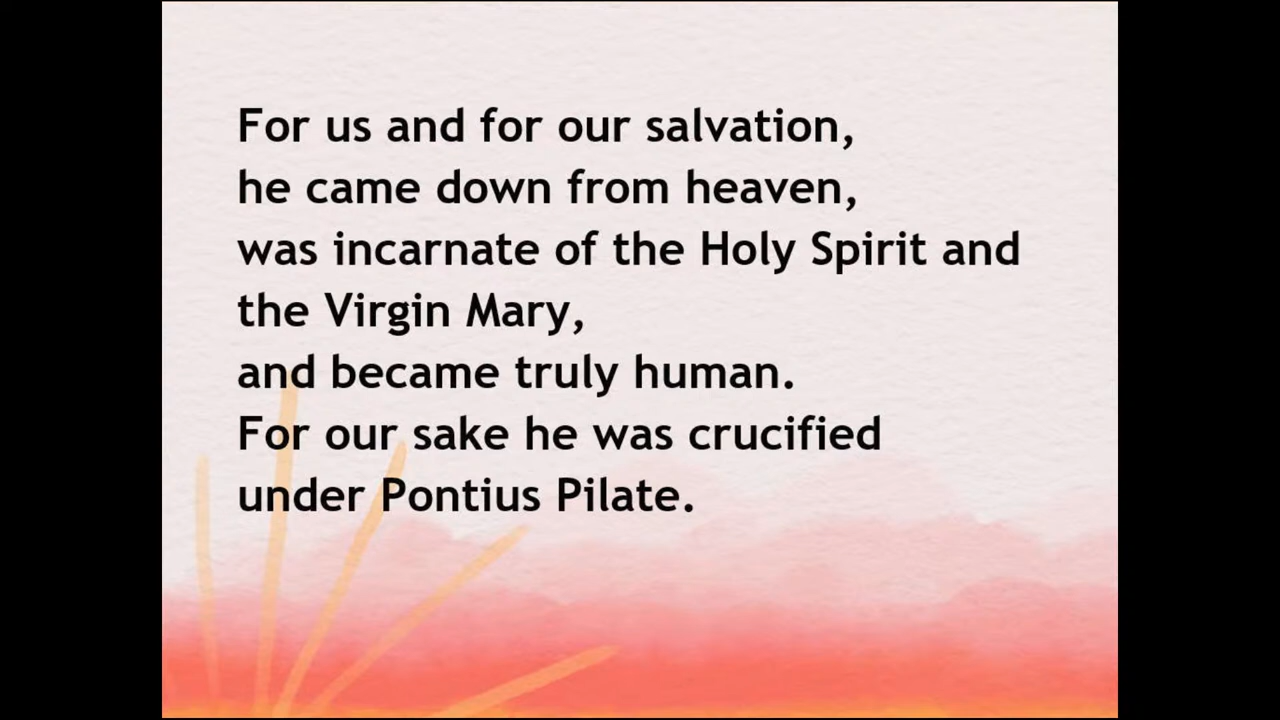 For us and for our salvation,
he came down from heaven,
was incarnate of the Holy Spirit and
the Virgin Mary,
and became truly human.
For our sake he was crucified
under Pontius Pilate.